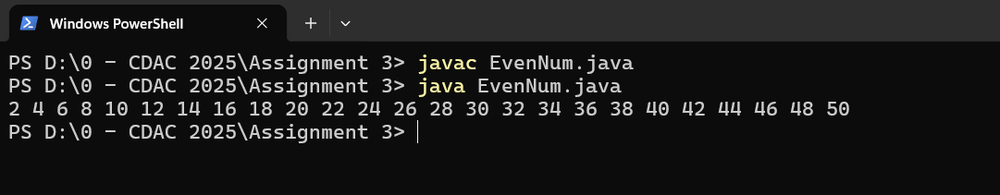 Windows PowerShell
PS D:\0 - CDAC 2025\Assignment 3> javac EvenNum.java
PS D:\0 - CDAC 2025\Assignment 3> java EvenNum.java
2 4 6 8 10 12 14 16 18 20 22 24 26 28 30 32 34 36 38 40 42 44 46 48 50
PS D:\0 - CDAC 2025\Assignment 3>